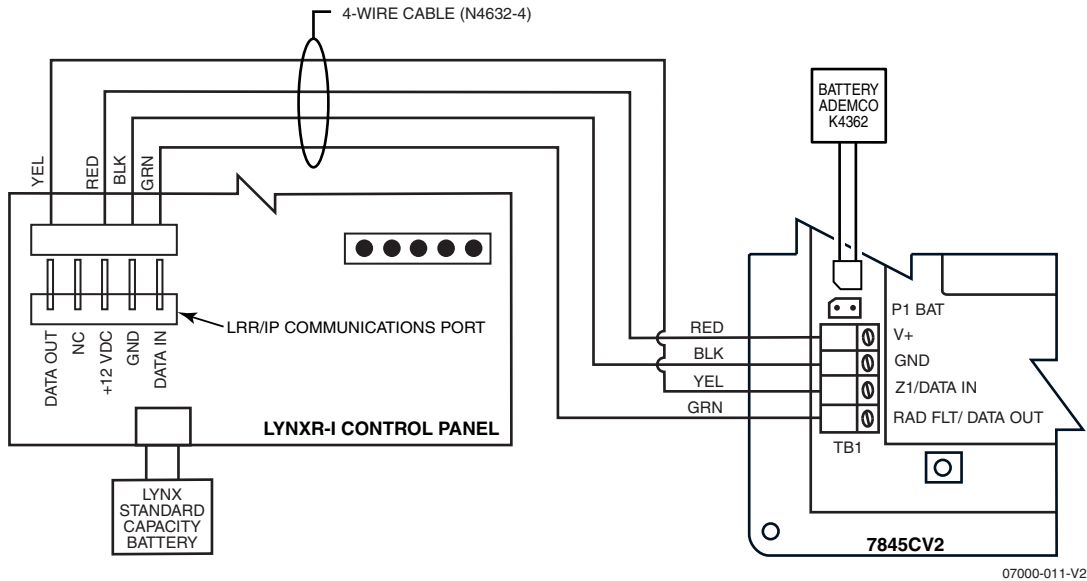 4-WIRE CABLE (N4632-4)
BATTERY
ADEMCO
K4362
YEL
RED
BLK
GRN
LRR/IP COMMUNICATIONS PORT
DATA OUT
NC
+12 VDC
GND
DATA IN
LYNXR-I CONTROL PANEL
LYNX
STANDARD
CAPACITY
BATTERY
RED
BLK
YEL
GRN
P1 BAT
V+
GND
Z1/DATA IN
RAD FLT/ DATA OUT
TB1
7845CV2
07000-011-V2